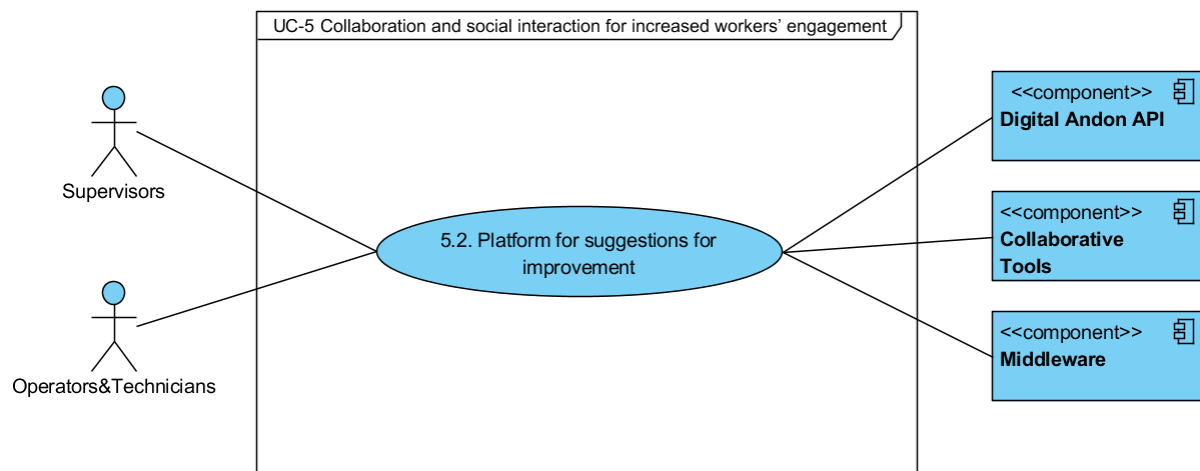 UC-5 Collaboration and social interaction for increased workers’ engagement
Supervisors
Operators&Technicians
5.2. Platform for suggestions for
improvement
<<component>>
Digital Andon API
<<component>>
Collaborative
Tools
<<component>>
Middleware